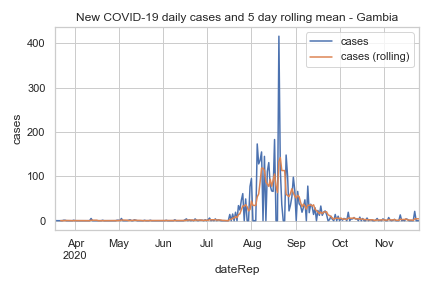 New COVID-19 daily cases and 5 day rolling mean - Gambia
cases
cases (rolling)
400
300
200
100
0
cases
Apr May Jun Jul Aug Sep Oct Nov
2020
dateRep